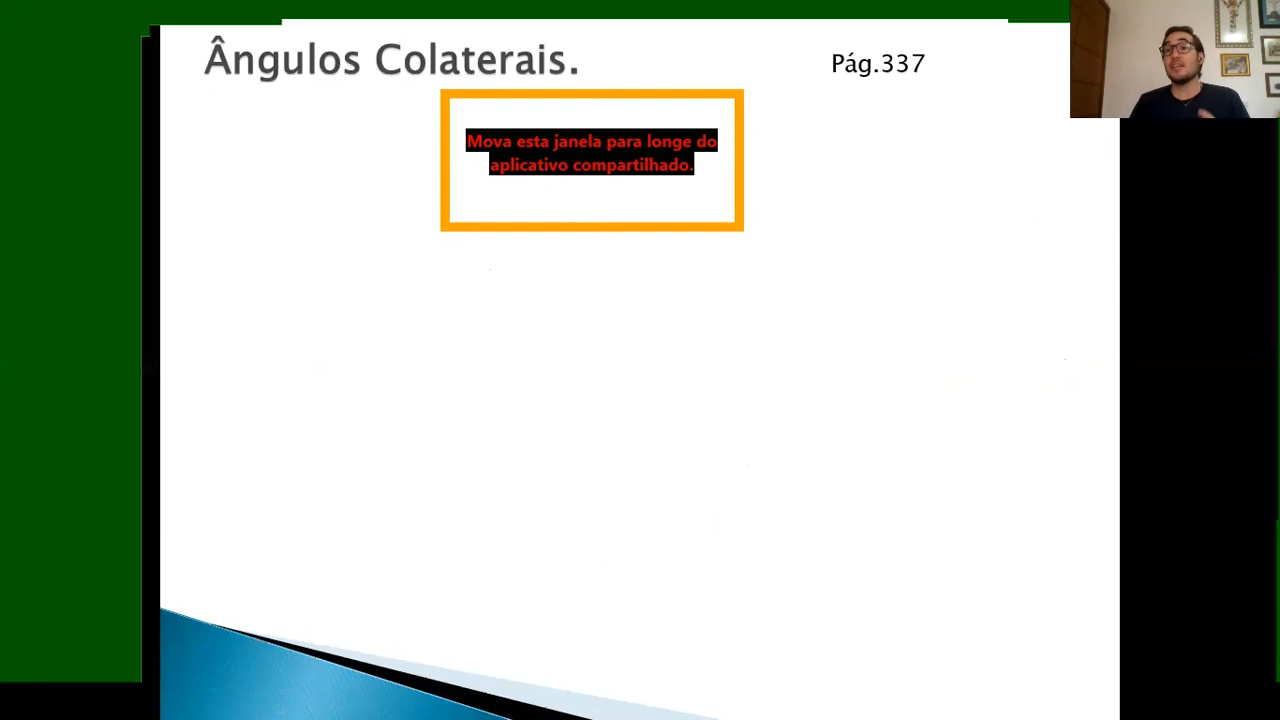 Ângulos Colaterais.
Pág.337
Mova esta janela para longe do
aplicativo compartilhado.